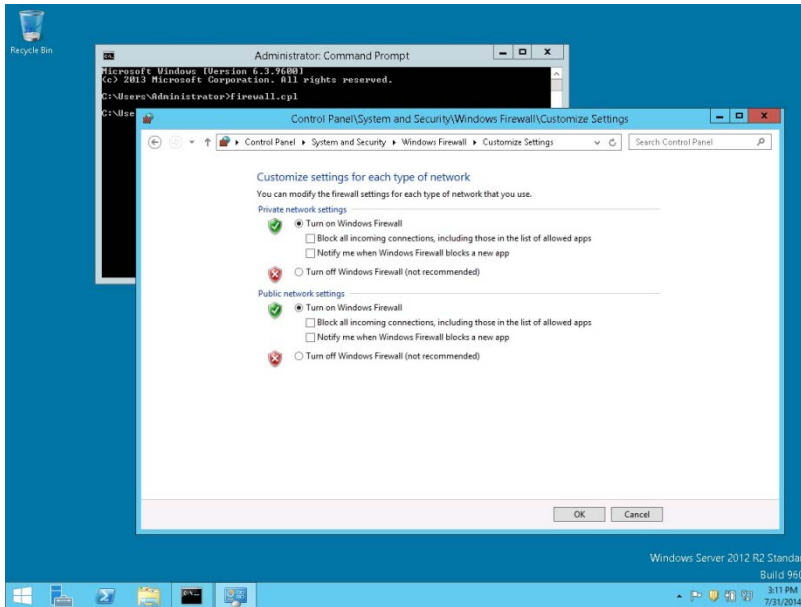 Recycle Bin
Administrator: Command Prompt
Microsoft Windows [Version 6.3.9600]
(c) 2013 Microsoft Corporation. All rights reserved.
C:\Users\Administrator>firewall.cpl
C:\Use
Control Panel\System and Security\Windows Firewall\Customize Settings
Control Panel System and Security Windows Firewall Customize Settings Search Control Panel
Customize settings for each type of network
You can modify the firewall settings for each type of network that you use.
Private network settings
Turn on Windows Firewall
Block all incoming connections, including those in the list of allowed apps
Notify me when Windows Firewall blocks a new app
Turn off Windows Firewall (not recommended)
Public network settings
Turn on Windows Firewall
Block all incoming connections, including those in the list of allowed apps
Notify me when Windows Firewall blocks a new app
Turn off Windows Firewall (not recommended)
OK Cancel
Windows Server 2012 R2 Standa
Build 960
3:11 PM
7/31/2014